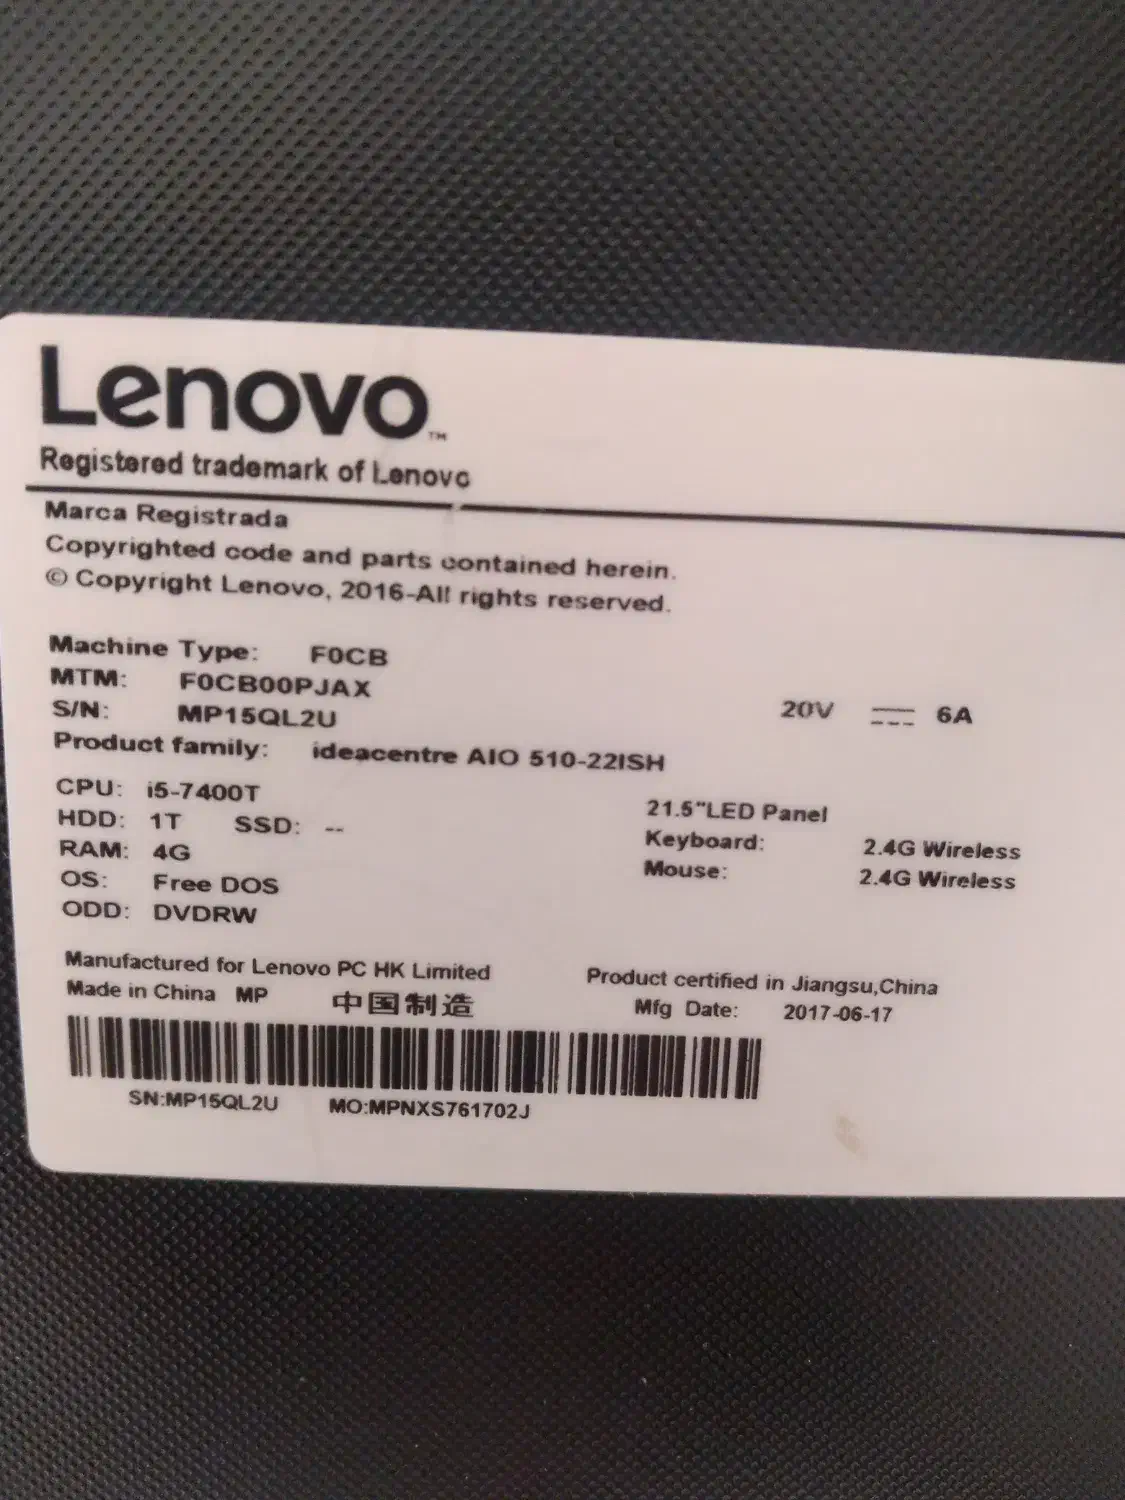 Lenovo™
Registered trademark of Lenovo
Marca Registrada
Copyrighted code and parts contained herein.
© Copyright Lenovo, 2016-All rights reserved.
Machine Type: F0CB
MTM: F0CB00PJAX
S/N: MP15QL2U
20V 6A
Product family: ideacentre AIO 510-22ISH
CPU: i5-7400T
HDD: 1T SSD: --
RAM: 4G
OS: Free DOS
ODD: DVDRW
21.5"LED Panel
Keyboard: 2.4G Wireless
Mouse: 2.4G Wireless
Manufactured for Lenovo PC HK Limited
Made in China MP 中国制造
Product certified in Jiangsu,China
Mfg Date: 2017-06-17
SN:MP15QL2U MO:MPNXS761702J